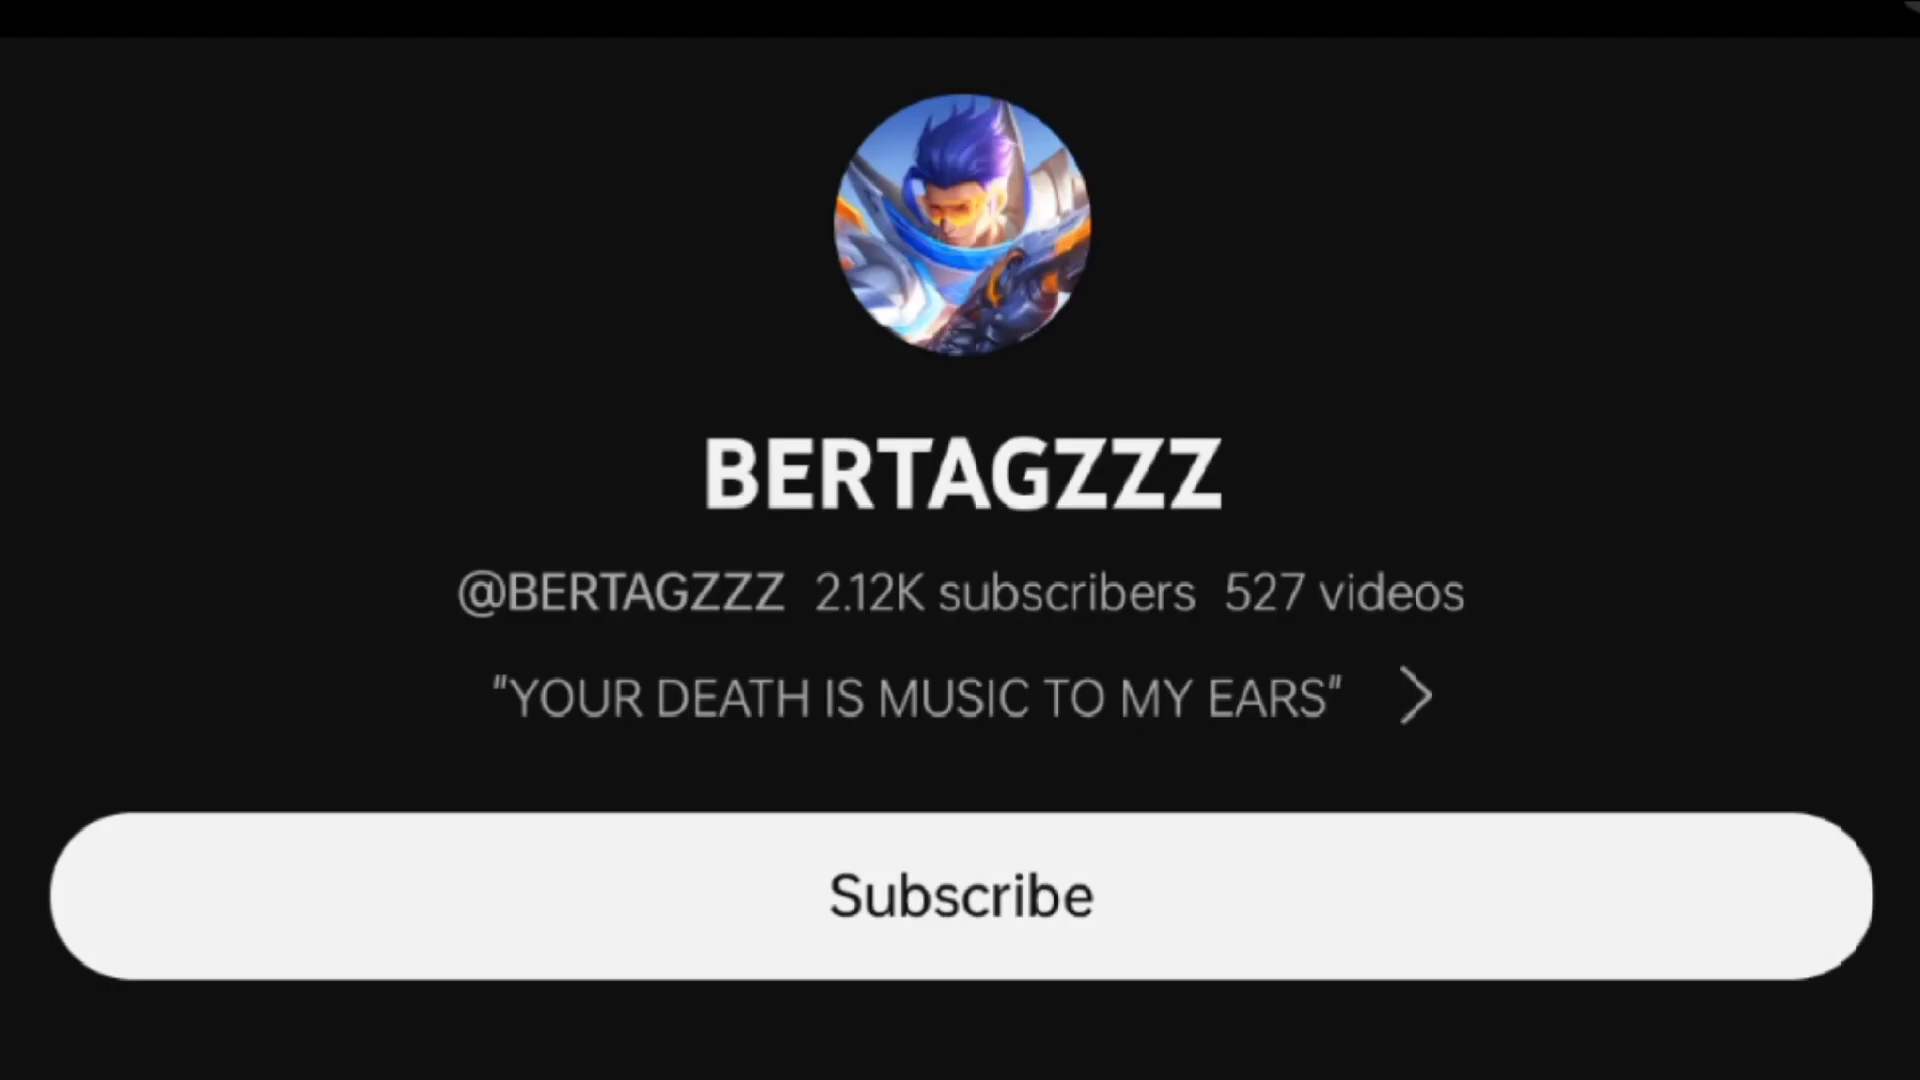 BERTAGZZZ
@BERTAGZZZ 2.12K subscribers 527 videos
"YOUR DEATH IS MUSIC TO MY EARS"
Subscribe